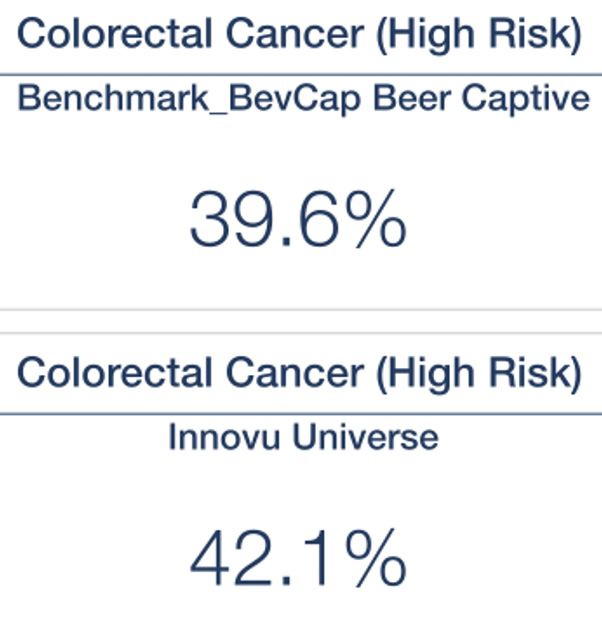 Colorectal Cancer (High Risk)
Benchmark_BevCap Beer Captive
39.6%
Colorectal Cancer (High Risk)
Innovu Universe
42.1%